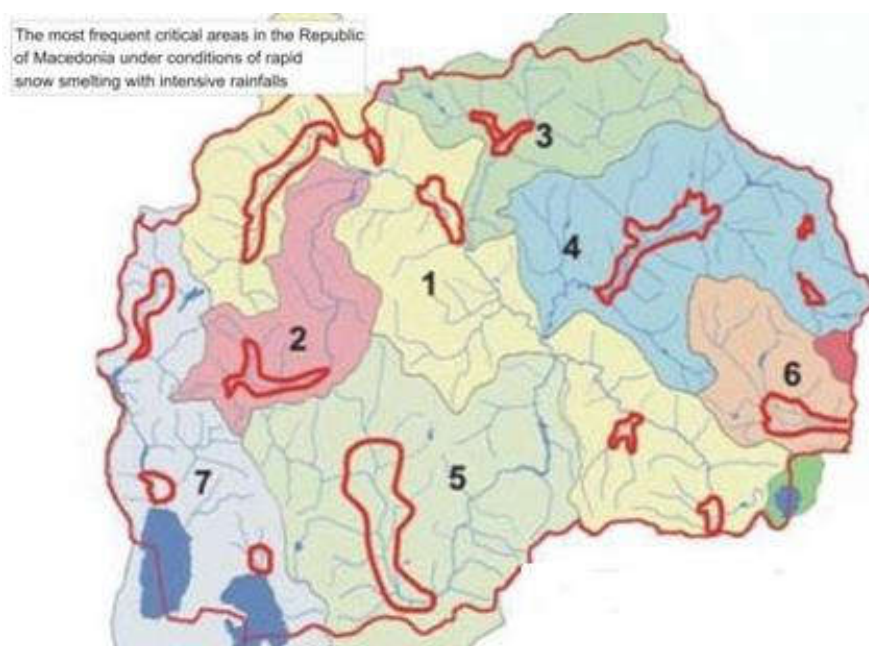 The most frequent critical areas in the Republic
of Macedonia under conditions of rapid
snow smelting with intensive rainfalls
3
4
1
2
6
5
7